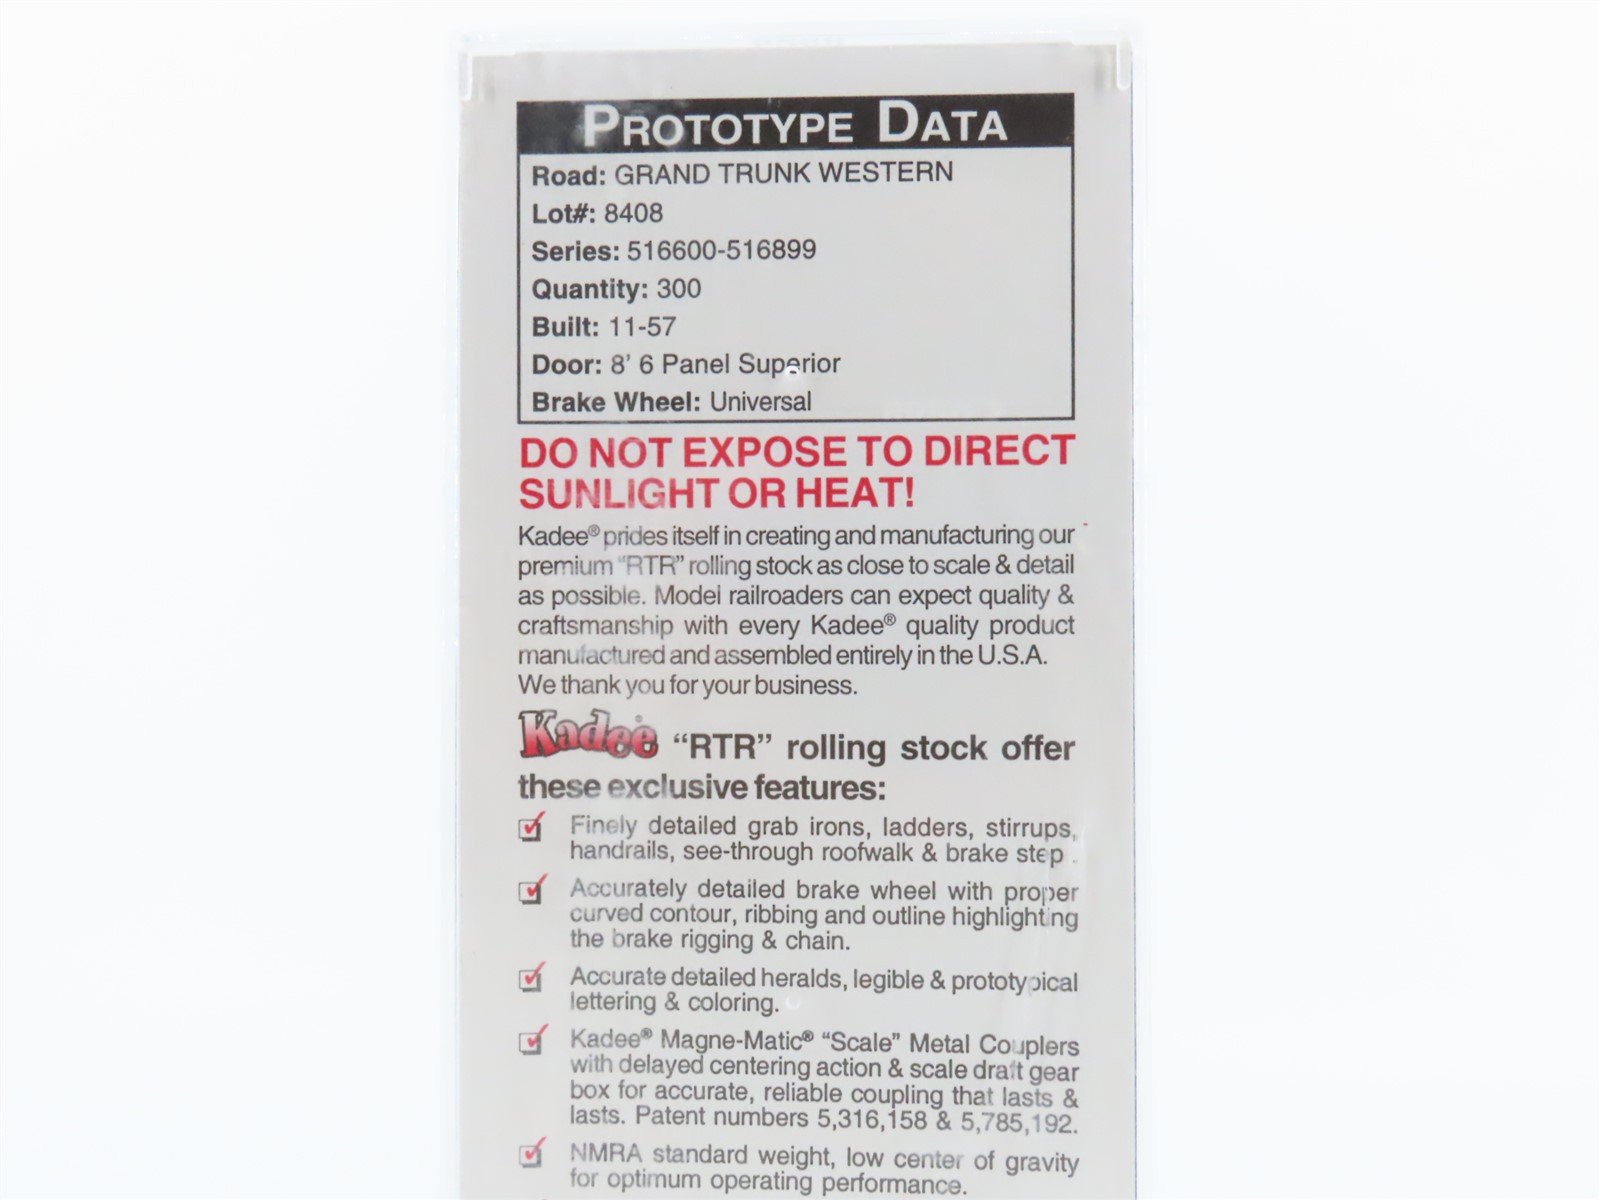 PROTOTYPE DATA
Road: GRAND TRUNK WESTERN
Lot#: 8408
Series: 516600-516899
Quantity: 300
Built: 11-57
Door: 8' 6 Panel Superior
Brake Wheel: Universal
DO NOT EXPOSE TO DIRECT
SUNLIGHT OR HEAT!
Kadee® prides itself in creating and manufacturing our
premium "RTR" rolling stock as close to scale & detail
as possible. Model railroaders can expect quality &
craftsmanship with every Kadee® quality product
manufactured and assembled entirely in the U.S.A.
We thank you for your business.
Kadee® “RTR” rolling stock offer
these exclusive features:
Finely detailed grab irons, ladders, stirrups,
handrails, see-through roofwalk & brake step.
Accurately detailed brake wheel with proper
curved contour, ribbing and outline highlighting
the brake rigging & chain.
Accurate detailed heralds, legible & prototypical
lettering & coloring.
Kadee® Magne-Matic® “Scale” Metal Couplers
with delayed centering action & scale draft gear
box for accurate, reliable coupling that lasts &
lasts. Patent numbers 5,316,158 & 5,785,192.
NMRA standard weight, low center of gravity
for optimum operating performance.